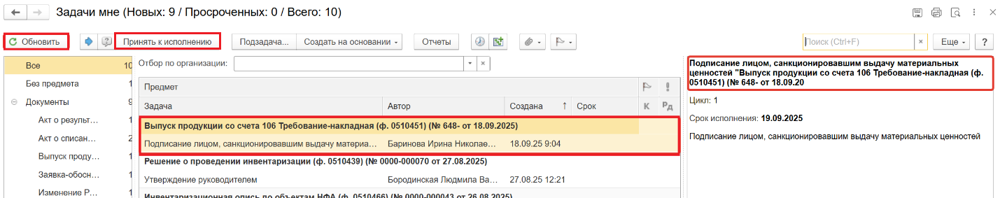 Задачи мне (Новых: 9 / Просроченных: 0 / Всего: 10)
Обновить Принять к исполнению Подзадача... Создать на основании Отчеты Поиск (Ctrl+F) × Еще ?
Все 10
Без предмета 1
Документы 9
Акт о результ... 1
Акт о списан... 2
Выпуск проду... 1
Заявка-обосн... 1
Изменение Р... 1
Отбор по организации:
Предмет
Задача Автор Создана ↑ Срок К Рд
Выпуск продукции со счета 106 Требование-накладная (ф. 0510451) (№ 648- от 18.09.2025)
Подписание лицом, санкционировавшим выдачу материа... Баринова Ирина Николае... 18.09.25 9:04
Решение о проведении инвентаризации (ф. 0510439) (№ 0000-000070 от 27.08.2025)
Утверждение руководителем Бородинская Людмила Ва... 27.08.25 12:21
Инвентаризационная опись по объектам НФА (ф. 0510466) (№ 0000-000043 от 26.08.2025)
Подписание лицом, санкционировавшим выдачу материальных
ценностей "Выпуск продукции со счета 106 Требование-накладная (ф.
0510451) (№ 648- от 18.09.20
Цикл: 1
Срок исполнения: 19.09.2025
Подписание лицом, санкционировавшим выдачу материальных ценностей